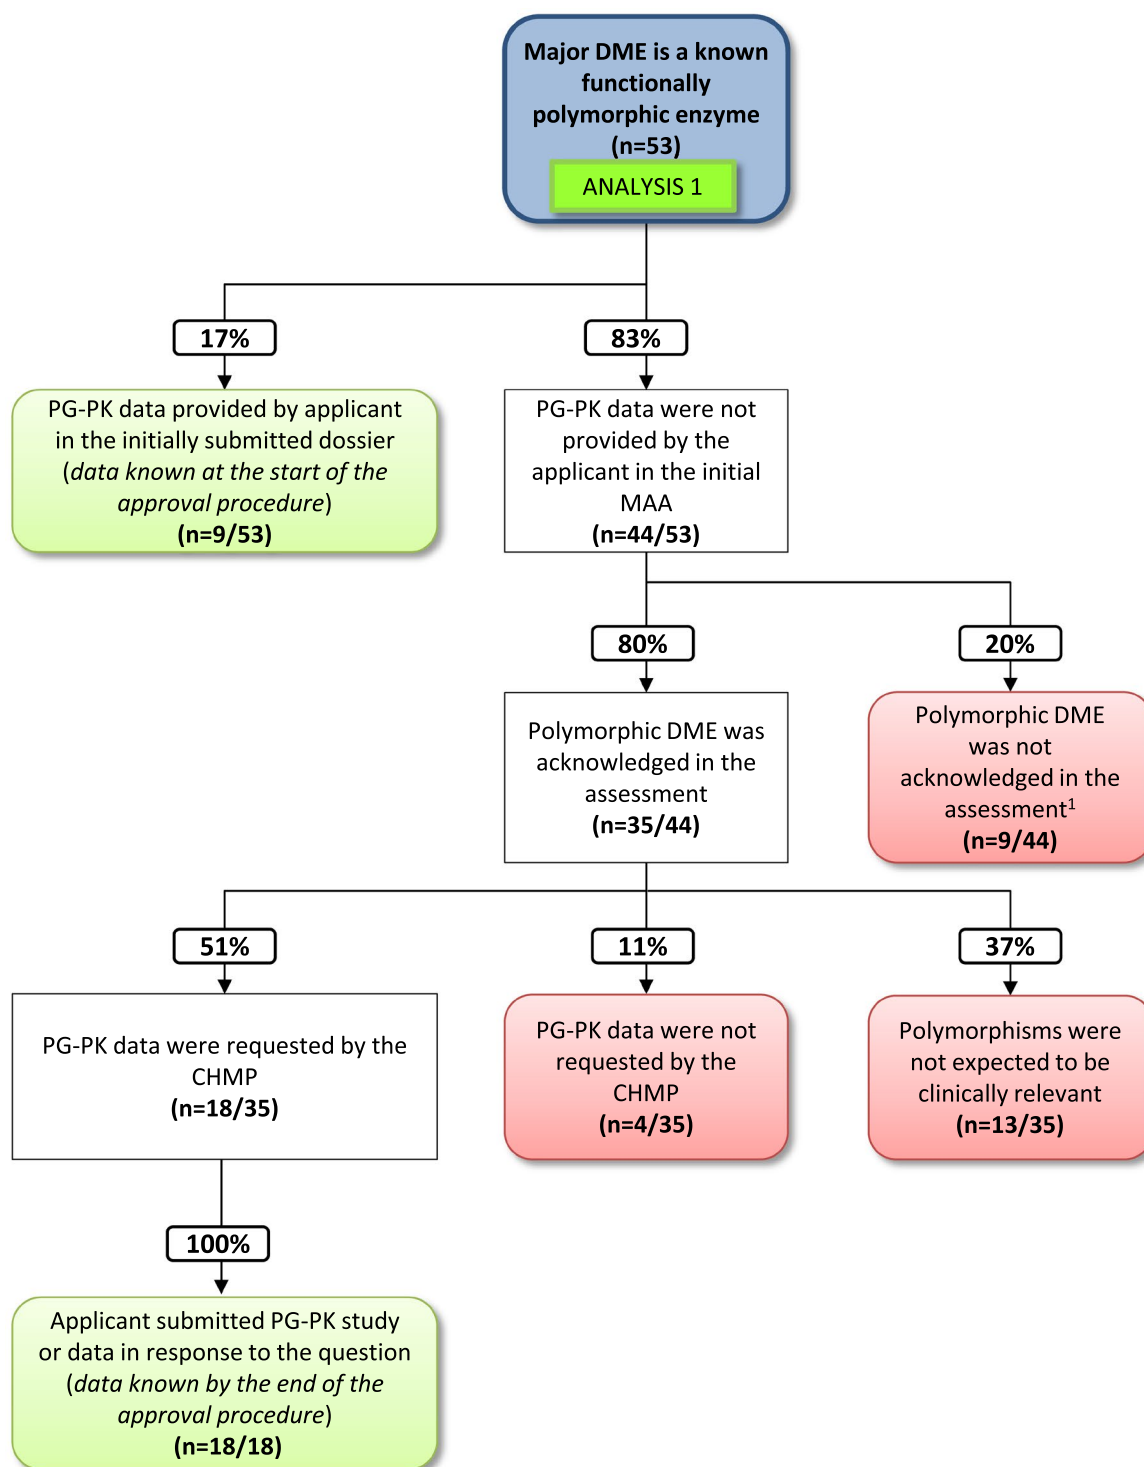 Major DME is a known
functionally
polymorphic enzyme
(n=53)
ANALYSIS 1
17%
83%
PG-PK data provided by applicant
in the initially submitted dossier
(data known at the start of the
approval procedure)
(n=9/53)
PG-PK data were not
provided by the
applicant in the initial
MAA
(n=44/53)
80%
20%
Polymorphic DME was
acknowledged in the
assessment
(n=35/44)
Polymorphic DME
was not
acknowledged in the
assessment¹
(n=9/44)
51%
11%
37%
PG-PK data were requested by the
CHMP
(n=18/35)
PG-PK data were not
requested by the
CHMP
(n=4/35)
Polymorphisms were
not expected to be
clinically relevant
(n=13/35)
100%
Applicant submitted PG-PK study
or data in response to the question
(data known by the end of the
approval procedure)
(n=18/18)